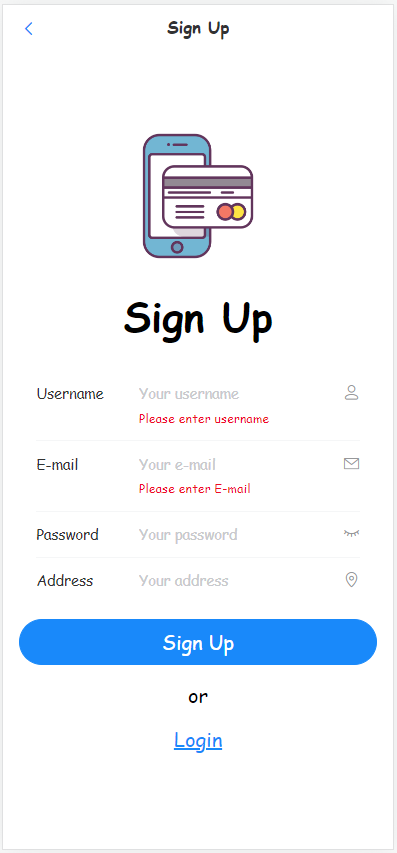 Sign Up
Sign Up
Username Your username
Please enter username
E-mail Your e-mail
Please enter E-mail
Password Your password
Address Your address
Sign Up
or
Login